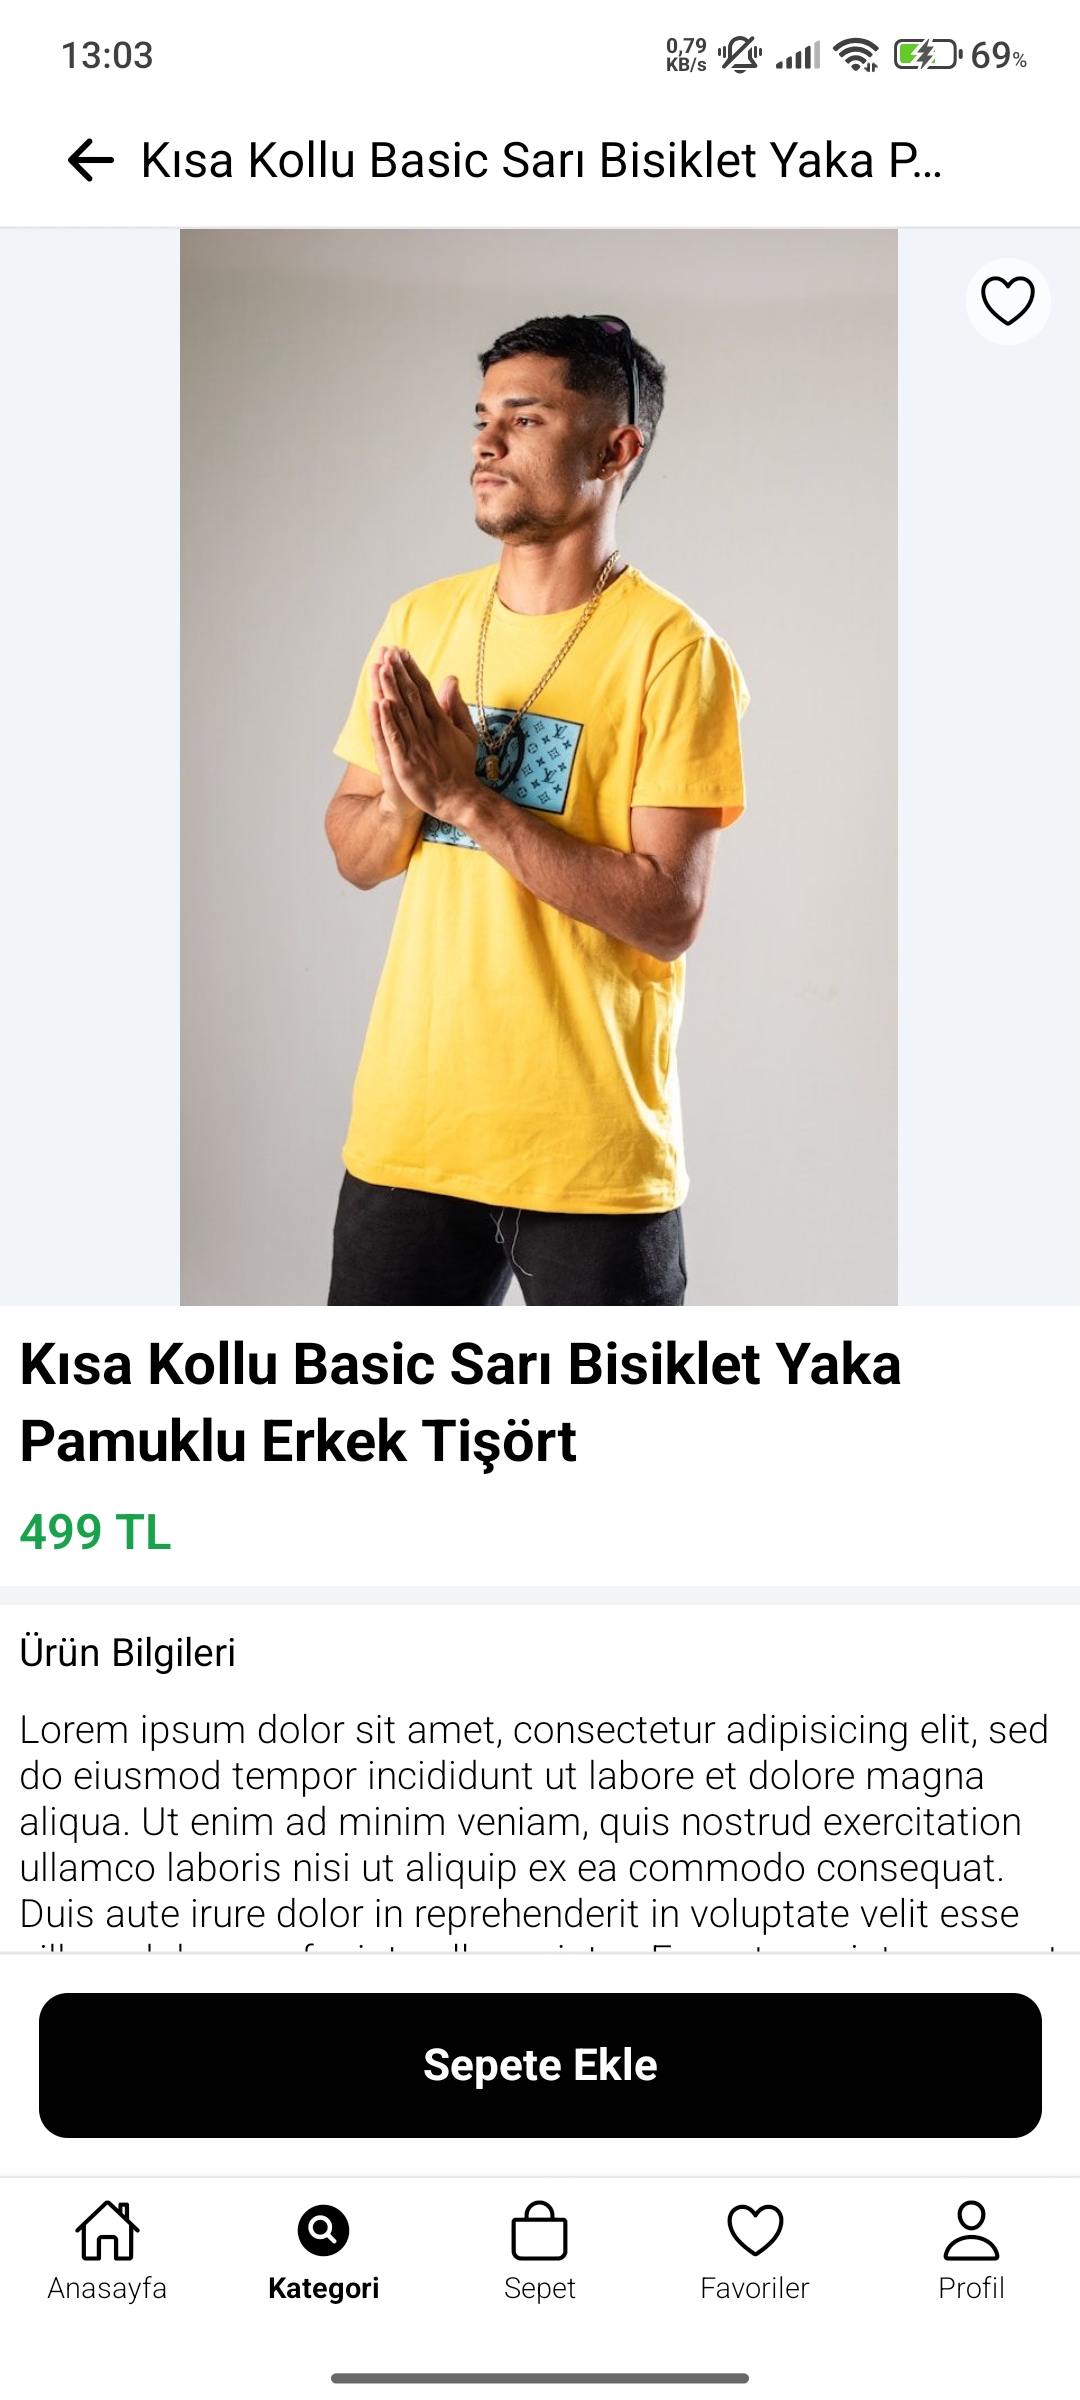 13:03
0,79
KB/s
69%
Kısa Kollu Basic Sarı Bisiklet Yaka P...
Kısa Kollu Basic Sarı Bisiklet Yaka
Pamuklu Erkek Tişört
499 TL
Ürün Bilgileri
Lorem ipsum dolor sit amet, consectetur adipisicing elit, sed
do eiusmod tempor incididunt ut labore et dolore magna
aliqua. Ut enim ad minim veniam, quis nostrud exercitation
ullamco laboris nisi ut aliquip ex ea commodo consequat.
Duis aute irure dolor in reprehenderit in voluptate velit esse
Sepete Ekle
Anasayfa
Kategori
Sepet
Favoriler
Profil